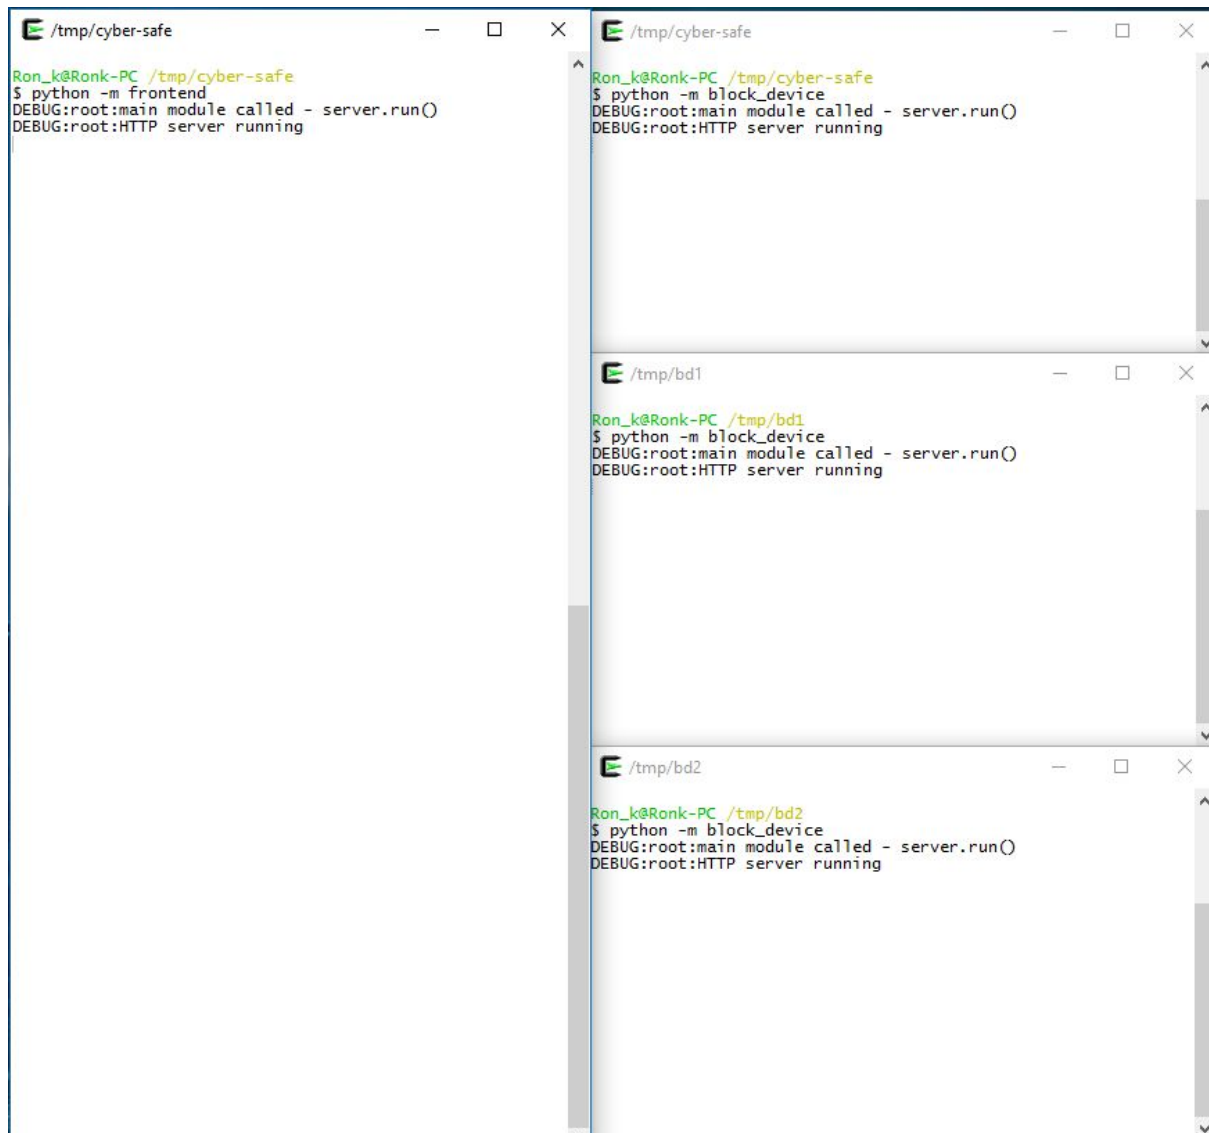 /tmp/cyber-safe
Ron_k@Ronk-PC /tmp/cyber-safe
$ python -m frontend
DEBUG:root:main module called - server.run()
DEBUG:root:HTTP server running
/tmp/cyber-safe
Ron_k@Ronk-PC /tmp/cyber-safe
$ python -m block_device
DEBUG:root:main module called - server.run()
DEBUG:root:HTTP server running
/tmp/bd1
Ron_k@Ronk-PC /tmp/bd1
$ python -m block_device
DEBUG:root:main module called - server.run()
DEBUG:root:HTTP server running
/tmp/bd2
Ron_k@Ronk-PC /tmp/bd2
$ python -m block_device
DEBUG:root:main module called - server.run()
DEBUG:root:HTTP server running